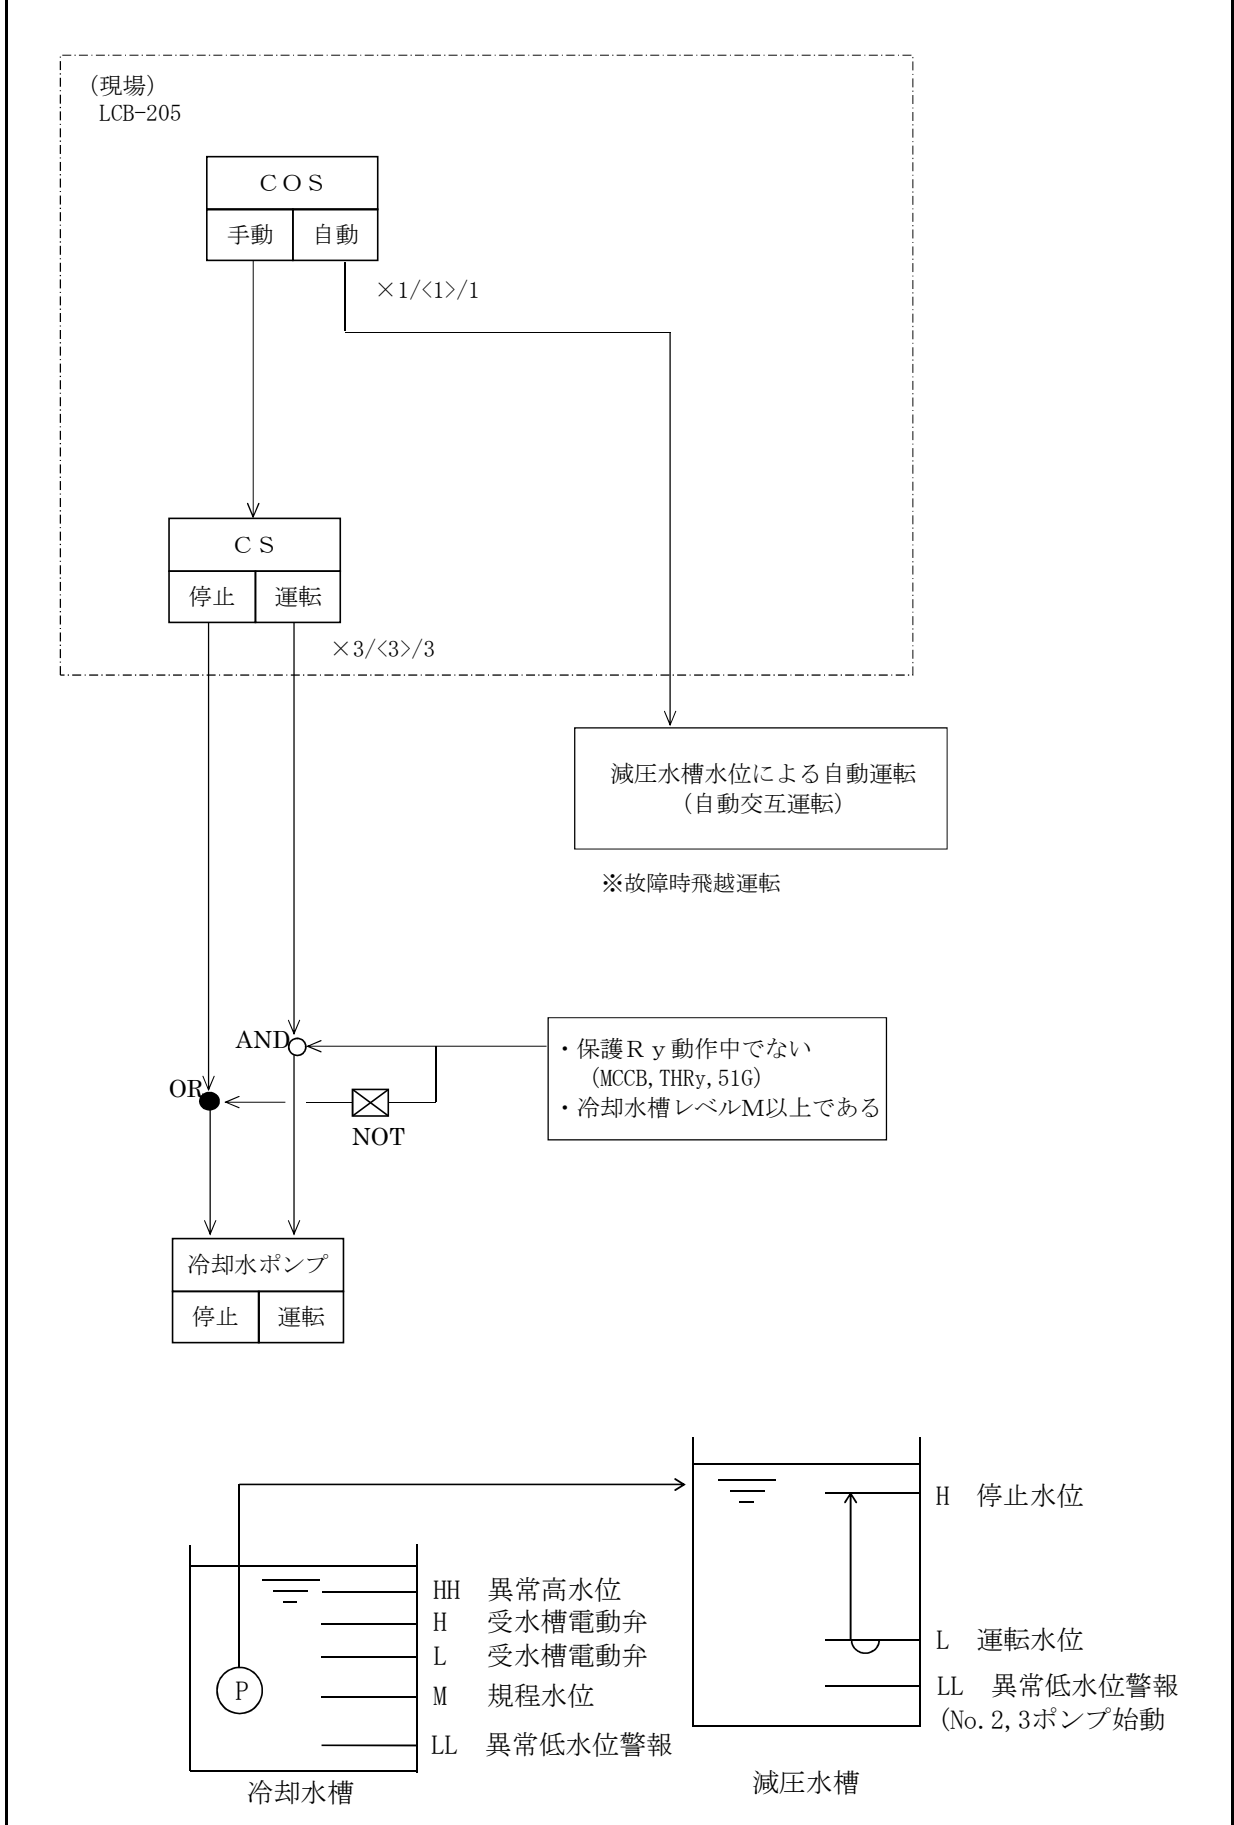 (現場)
LCB-205
COS
手動 自動
×1/<1>/1
CS
停止 運転
×3/<3>/3
減圧水槽水位による自動運転
(自動交互運転)
※故障時飛越運転
AND
・保護Ry動作中でない
(MCCB,THRy,51G)
・冷却水槽レベルM以上である
OR
NOT
冷却水ポンプ
停止 運転
H 停止水位
HH 異常高水位
H 受水槽電動弁
L 受水槽電動弁
L 運転水位
P
M 規程水位
LL 異常低水位警報
(No.2,3ポンプ始動
LL 異常低水位警報
減圧水槽
冷却水槽